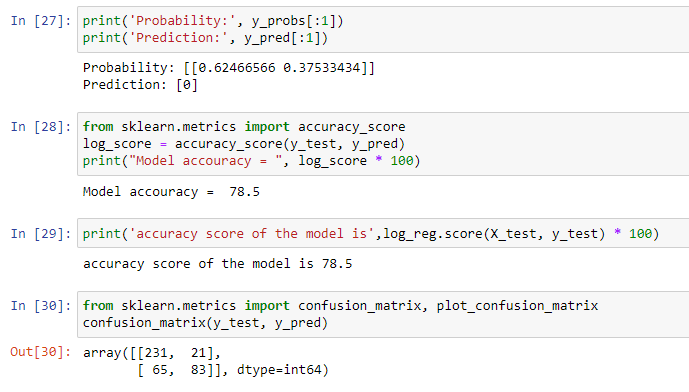 In [27]: print('Probability:', y_probs[:1])
print('Prediction:', y_pred[:1])
Probability: [[0.62466566 0.37533434]]
Prediction: [0]
In [28]: from sklearn.metrics import accuracy_score
log_score = accuracy_score(y_test, y_pred)
print("Model accouracy = ", log_score * 100)
Model accouracy =  78.5
In [29]: print('accuracy score of the model is',log_reg.score(X_test, y_test) * 100)
accuracy score of the model is 78.5
In [30]: from sklearn.metrics import confusion_matrix, plot_confusion_matrix
confusion_matrix(y_test, y_pred)
Out[30]: array([[231,  21],
[ 65,  83]], dtype=int64)